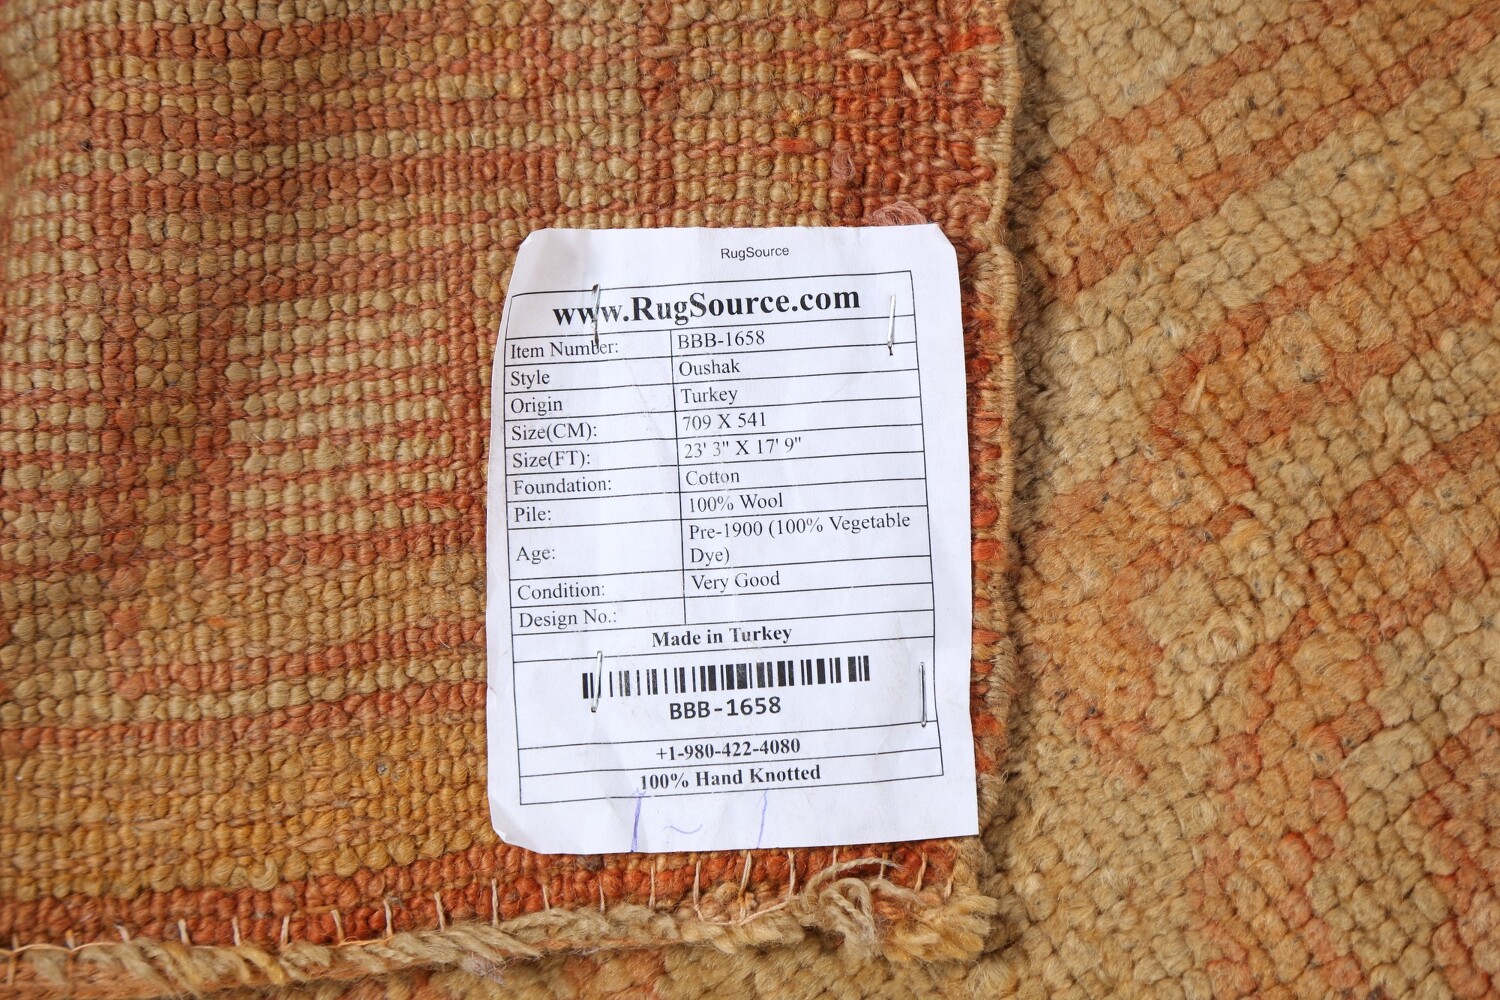 RugSource
www.RugSource.com
Item Number: BBB-1658
Style Oushak
Origin Turkey
Size(CM): 709 X 541
Size(FT): 23' 3" X 17' 9"
Foundation: Cotton
Pile: 100% Wool
Age: Pre-1900 (100% Vegetable
Dye)
Condition: Very Good
Design No.:
Made in Turkey
BBB-1658
+1-980-422-4080
100% Hand Knotted